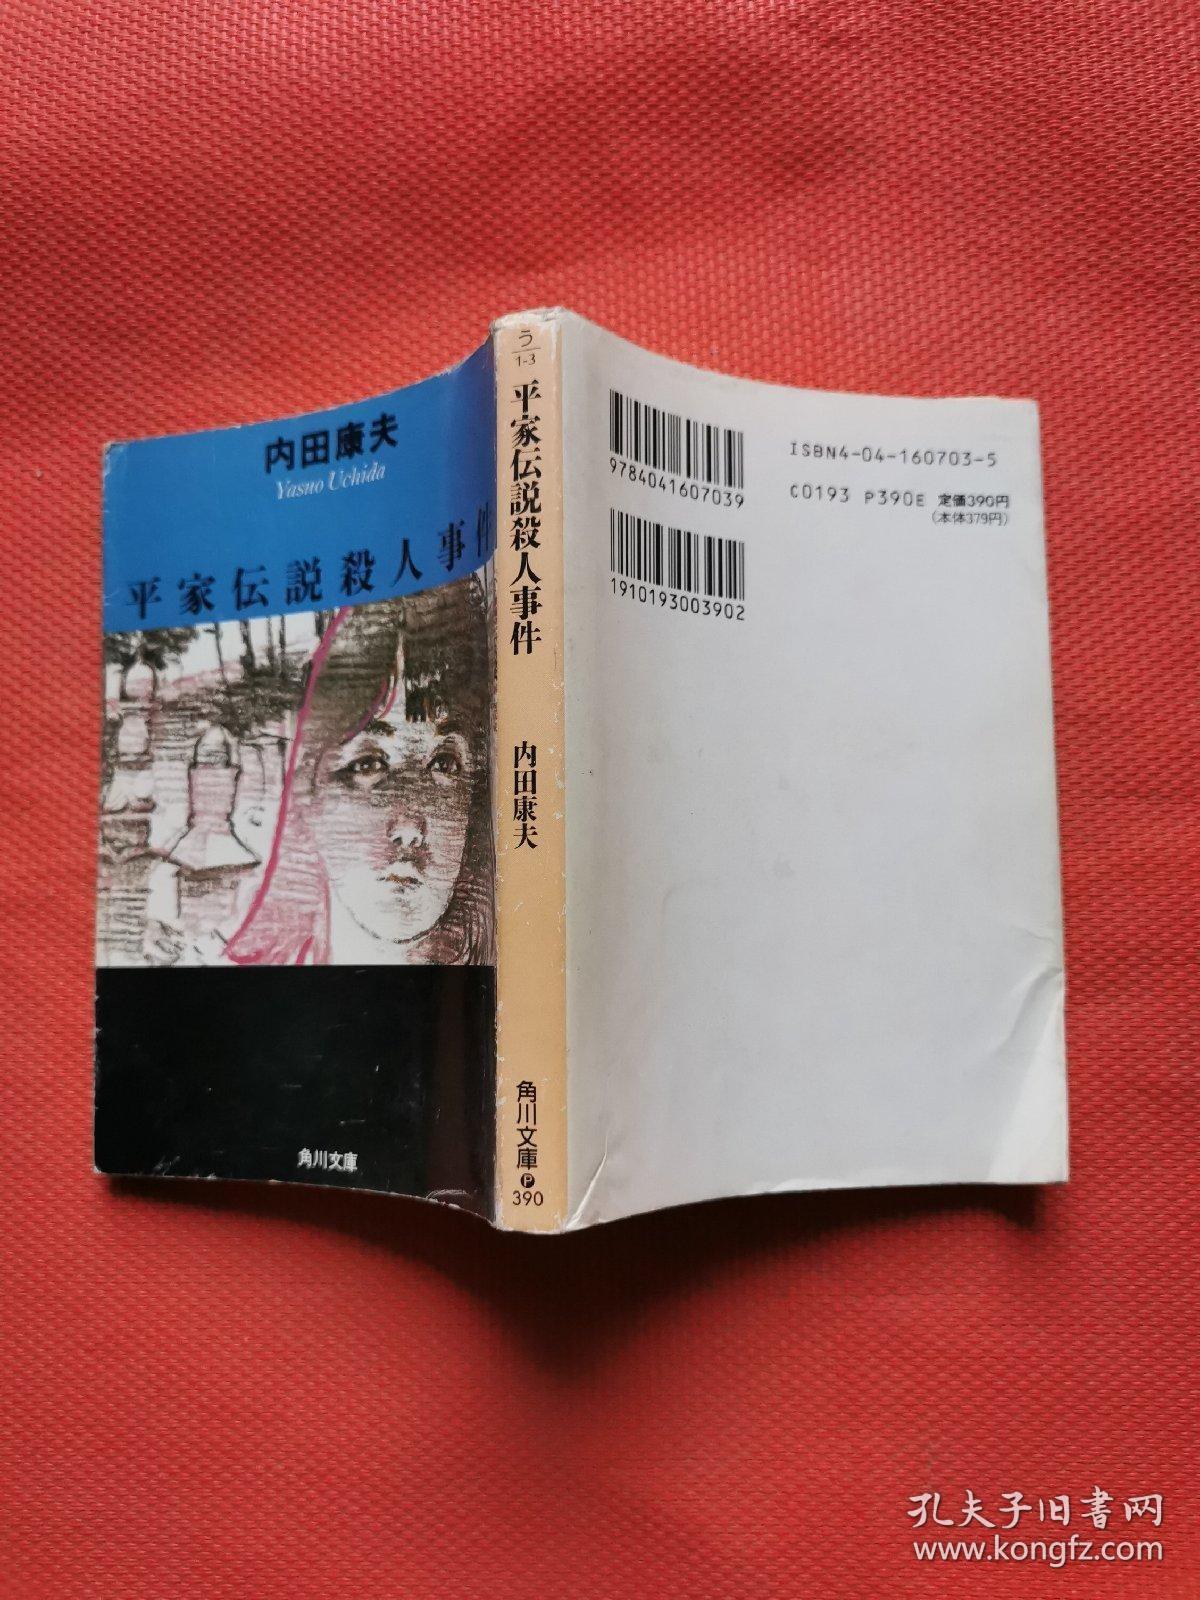 内田康夫
Yasuo Uchida
平家伝説殺人事件
角川文庫
う
1-3
平家伝説殺人事件
内田康夫
角川文庫
P
390
9784041607039
1910193003902
ISBN4-04-160703-5
C0193 P390E 定価390円
(本体379円)
孔夫子旧书网
www.kongfz.com